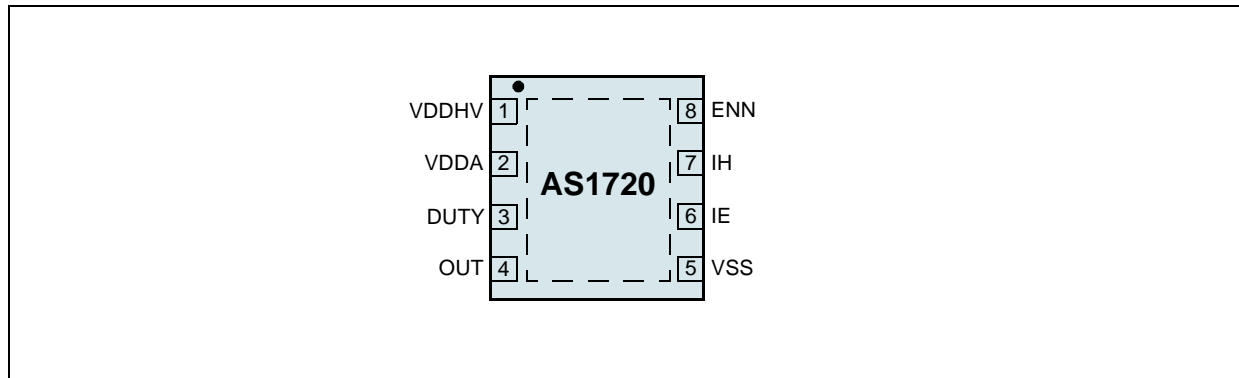 VDDHV 1 8 ENN
VDDA 2 7 IH
AS1720
DUTY 3 6 IE
OUT 4 5 VSS